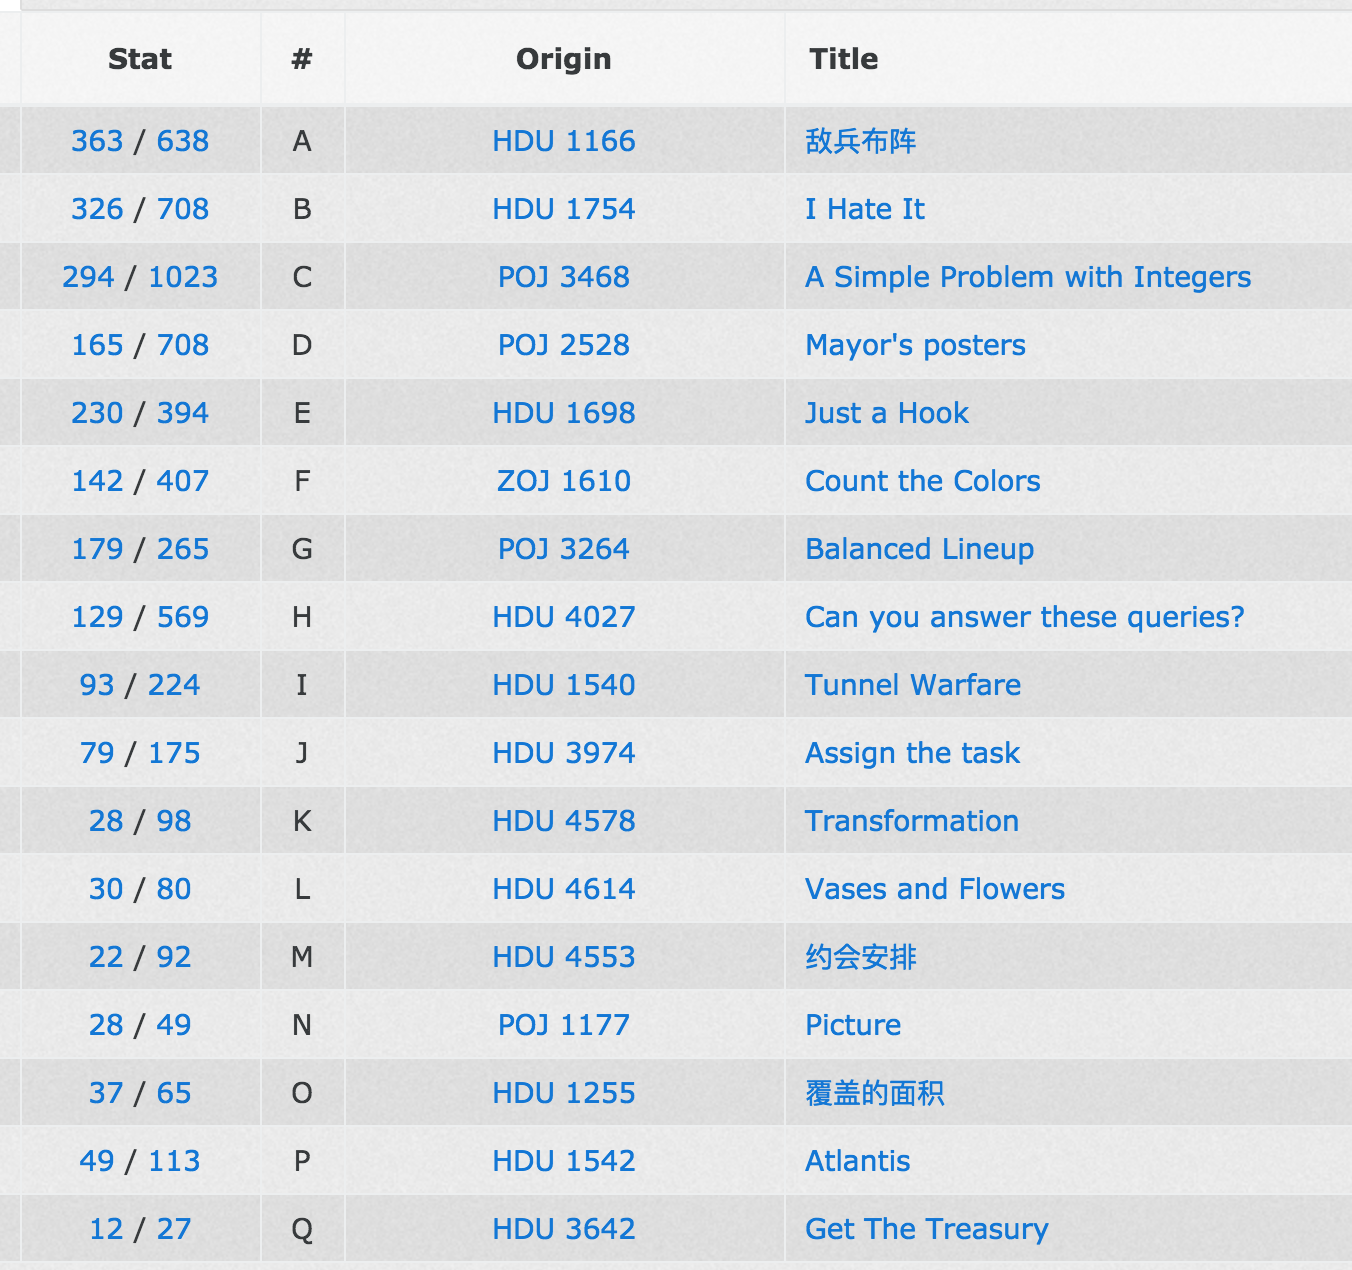 Stat # Origin Title
363 / 638 A HDU 1166 敌兵布阵
326 / 708 B HDU 1754 I Hate It
294 / 1023 C POJ 3468 A Simple Problem with Integers
165 / 708 D POJ 2528 Mayor's posters
230 / 394 E HDU 1698 Just a Hook
142 / 407 F ZOJ 1610 Count the Colors
179 / 265 G POJ 3264 Balanced Lineup
129 / 569 H HDU 4027 Can you answer these queries?
93 / 224 I HDU 1540 Tunnel Warfare
79 / 175 J HDU 3974 Assign the task
28 / 98 K HDU 4578 Transformation
30 / 80 L HDU 4614 Vases and Flowers
22 / 92 M HDU 4553 约会安排
28 / 49 N POJ 1177 Picture
37 / 65 O HDU 1255 覆盖的面积
49 / 113 P HDU 1542 Atlantis
12 / 27 Q HDU 3642 Get The Treasury